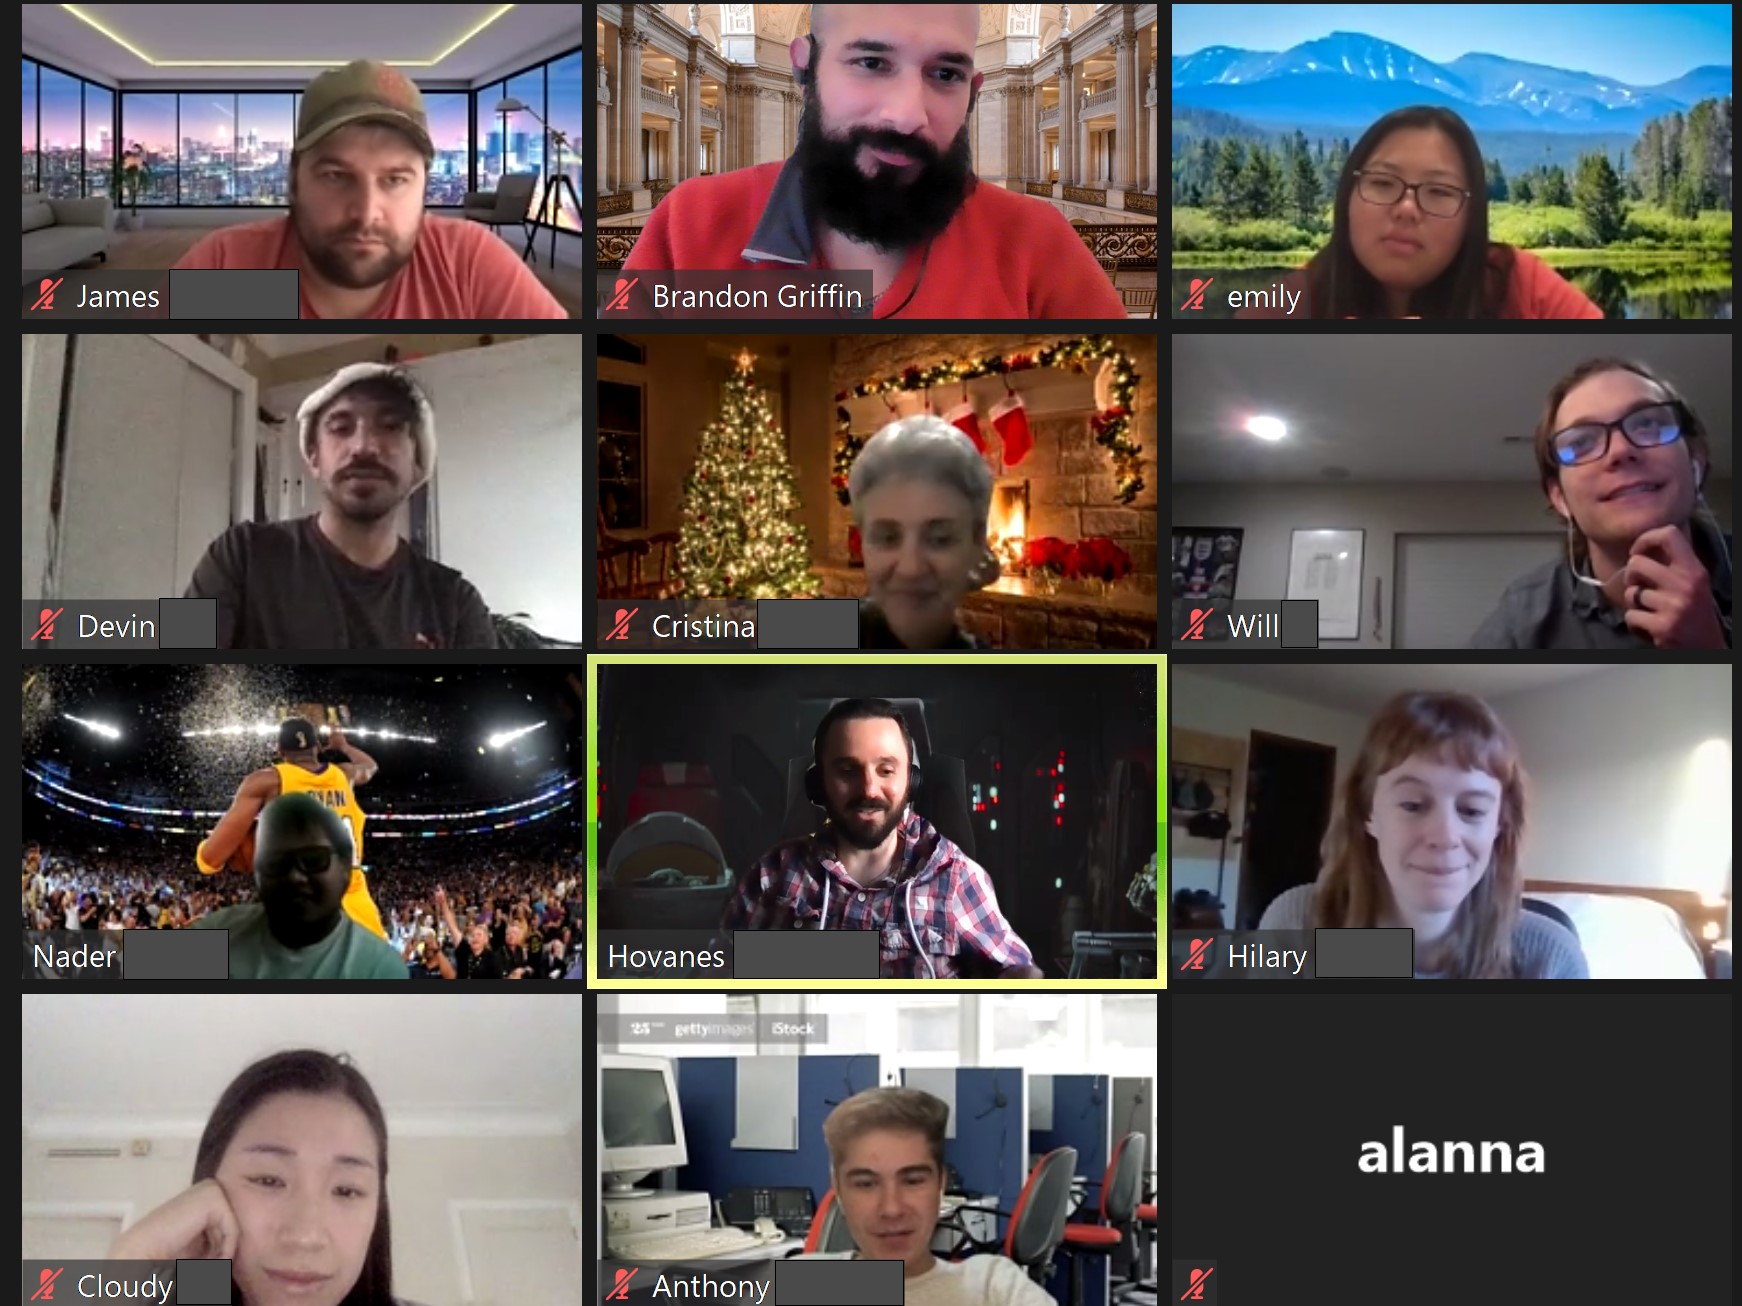 James
Brandon Griffin
emily
Devin
Cristina
Will
Nader
Hovanes
Hilary
Cloudy
Anthony
gettyimages
iStock
alanna